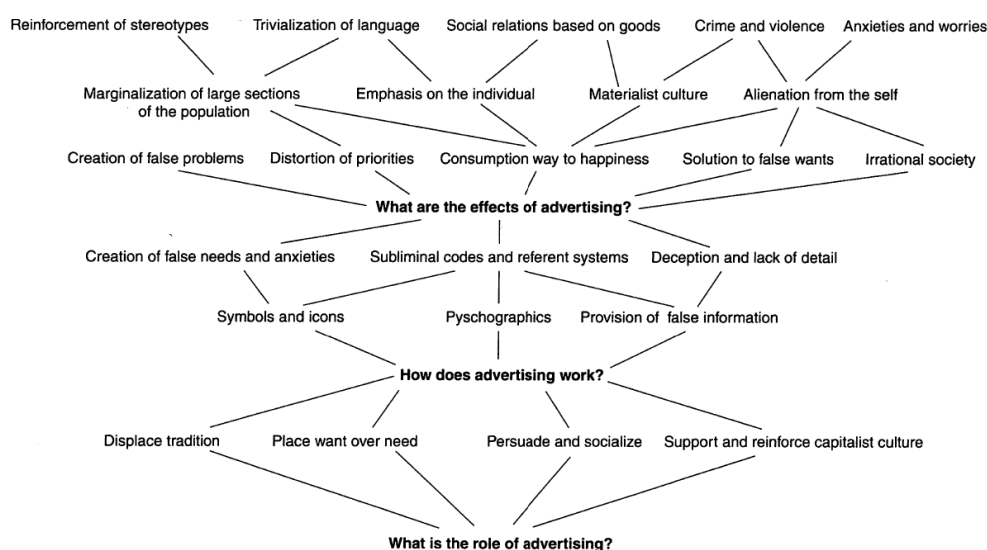 Reinforcement of stereotypes
Trivialization of language
Social relations based on goods
Crime and violence
Anxieties and worries
Marginalization of large sections
of the population
Emphasis on the individual
Materialist culture
Alienation from the self
Creation of false problems
Distortion of priorities
Consumption way to happiness
Solution to false wants
Irrational society
What are the effects of advertising?
Creation of false needs and anxieties
Subliminal codes and referent systems
Deception and lack of detail
Symbols and icons
Pyschographics
Provision of false information
How does advertising work?
Displace tradition
Place want over need
Persuade and socialize
Support and reinforce capitalist culture
What is the role of advertising?